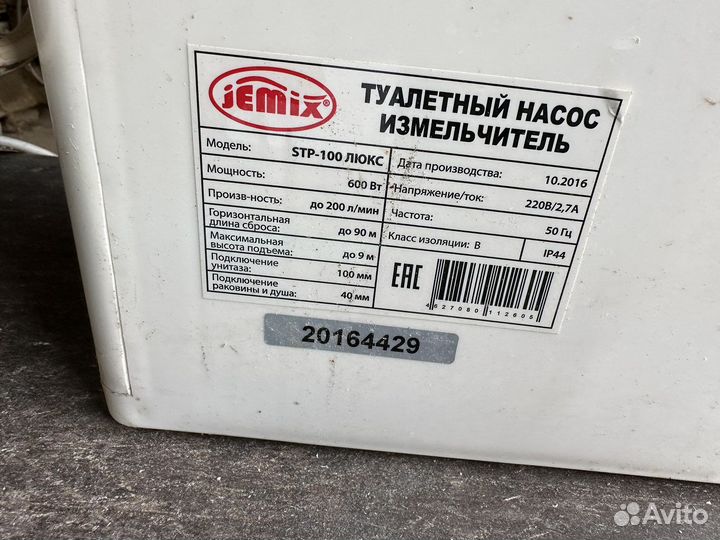 JEMIX®
ТУАЛЕТНЫЙ НАСОС
ИЗМЕЛЬЧИТЕЛЬ
Модель: STP-100 ЛЮКС
Мощность: 600 Вт
Произв-ность: до 200 л/мин
Горизонтальная
длина сброса: до 90 м
Максимальная
высота подъема: до 9 м
Подключение
унитаза: 100 мм
Подключение
раковины и душа: 40 мм
Дата производства: 10.2016
Напряжение/ток: 220В/2,7А
Частота: 50 Гц
Класс изоляции: В IP44
EAC
4627080112605
20164429
Avito